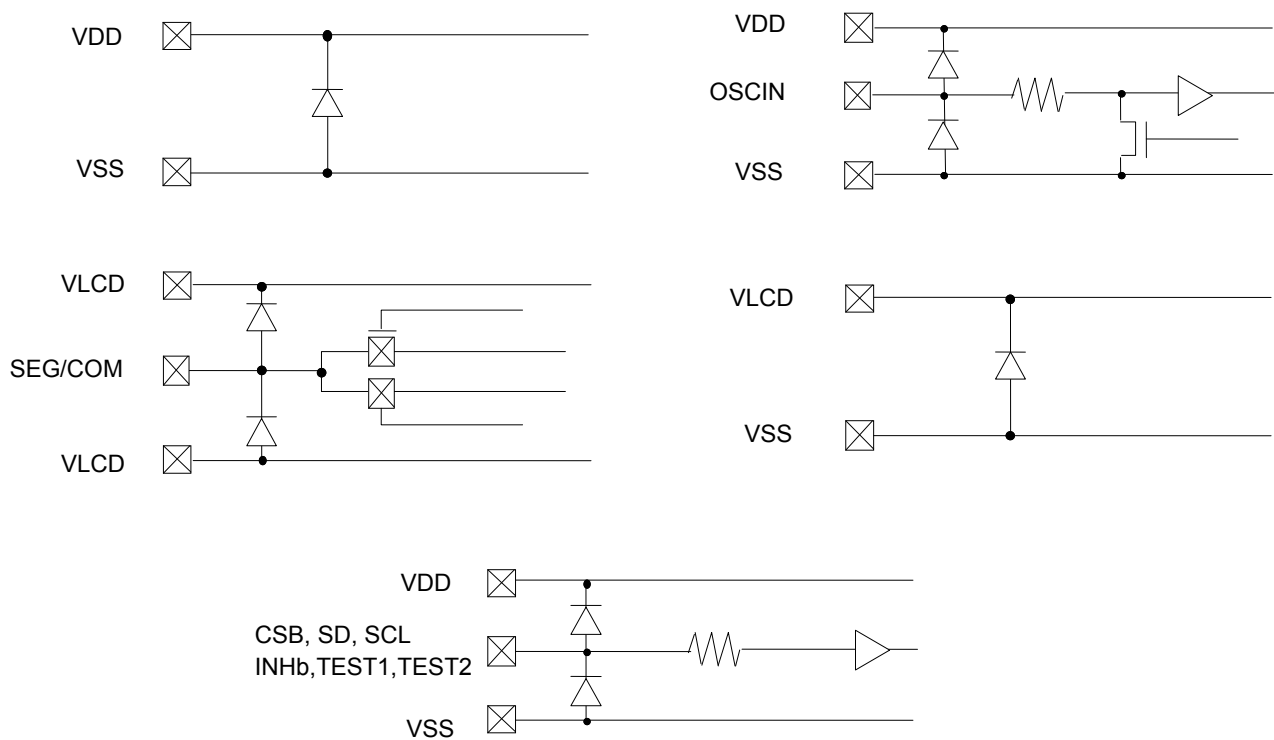 VDD
VSS
VDD
OSCIN
VSS
VLCD
SEG/COM
VLCD
VLCD
VSS
VDD
CSB, SD, SCL
INHb,TEST1,TEST2
VSS